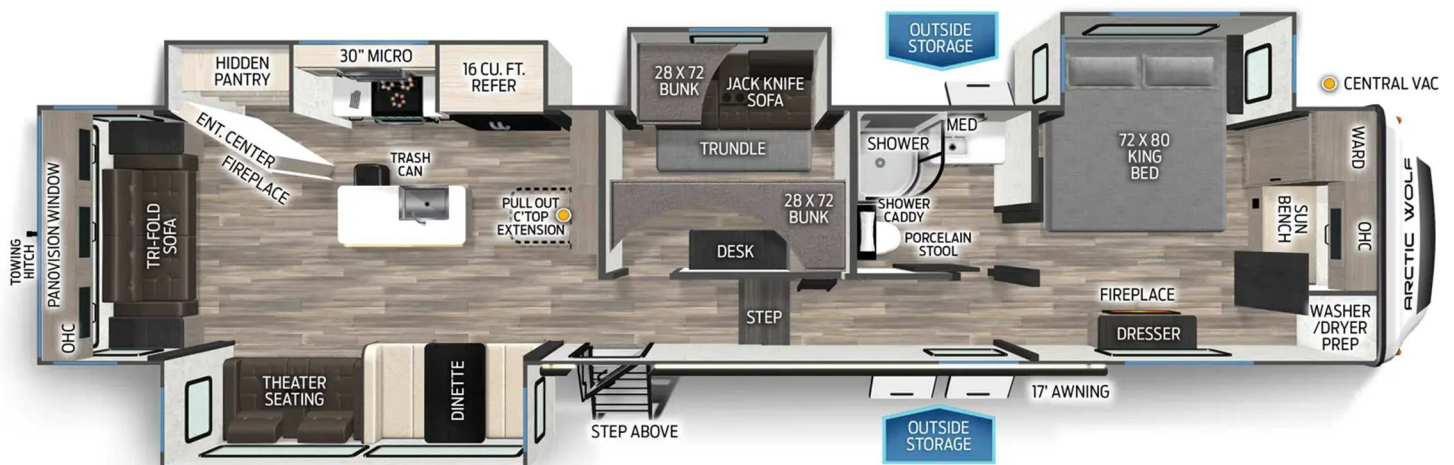 OUTSIDE
STORAGE
HIDDEN
PANTRY
30" MICRO
16 CU. FT.
REFER
28 X 72
BUNK
JACK KNIFE
SOFA
CENTRAL VAC
ENT. CENTER
FIREPLACE
TRASH
CAN
TRUNDLE
SHOWER
MED
72 X 80
KING
BED
WARD
TOWING
HITCH
PANOVISION WINDOW
OHC
TRI-FOLD
SOFA
PULL OUT
C'TOP
EXTENSION
28 X 72
BUNK
SHOWER
CADDY
PORCELAIN
STOOL
SUN
BENCH
OHC
ARCTIC WOLF
DESK
STEP
FIREPLACE
DRESSER
WASHER
/DRYER
PREP
THEATER
SEATING
DINETTE
STEP ABOVE
17' AWNING
OUTSIDE
STORAGE